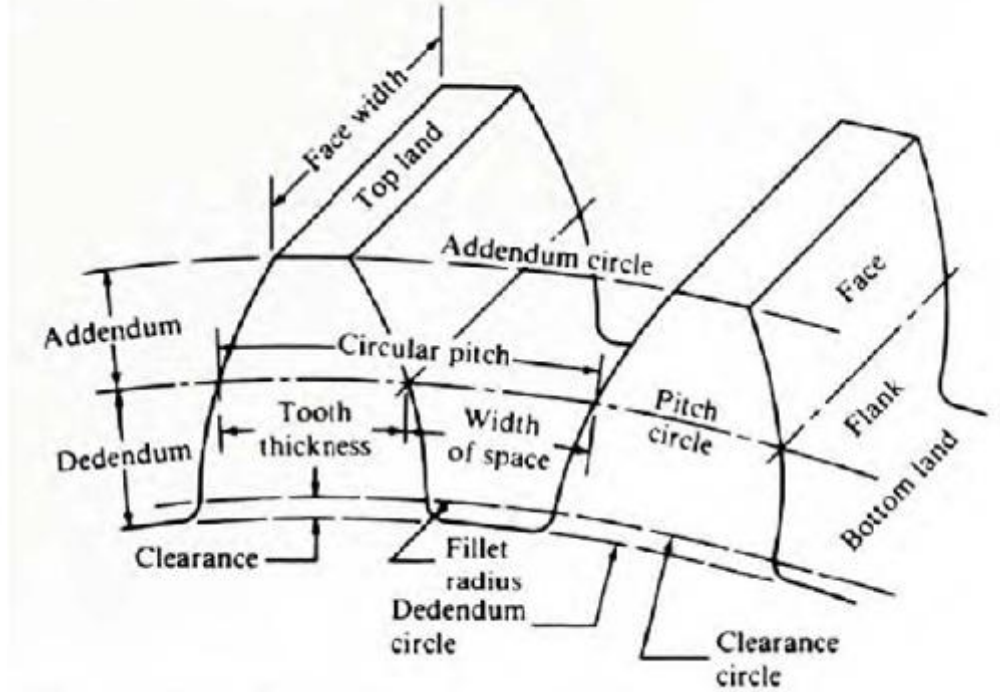 Face width
Top land
Addendum circle
Face
Addendum
Circular pitch
Tooth
thickness
Width
of space
Pitch
circle
Flank
Dedendum
Bottom land
Clearance
Fillet
radius
Dedendum
circle
Clearance
circle